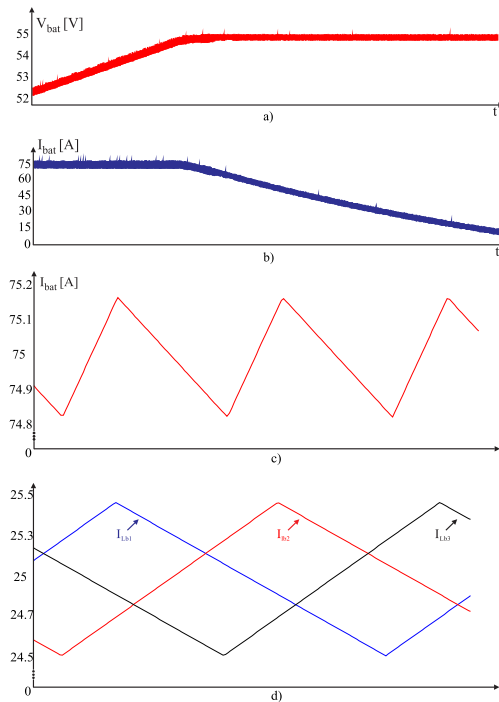 V_bat [V]
55
54
53
52
t
a)
I_bat [A]
75
60
45
30
15
0
t
b)
I_bat [A]
75.2
75.1
75
74.9
74.8
0
c)
25.5
25.3
25
24.7
24.5
0
I_Lb1
I_lb2
I_Lb3
d)